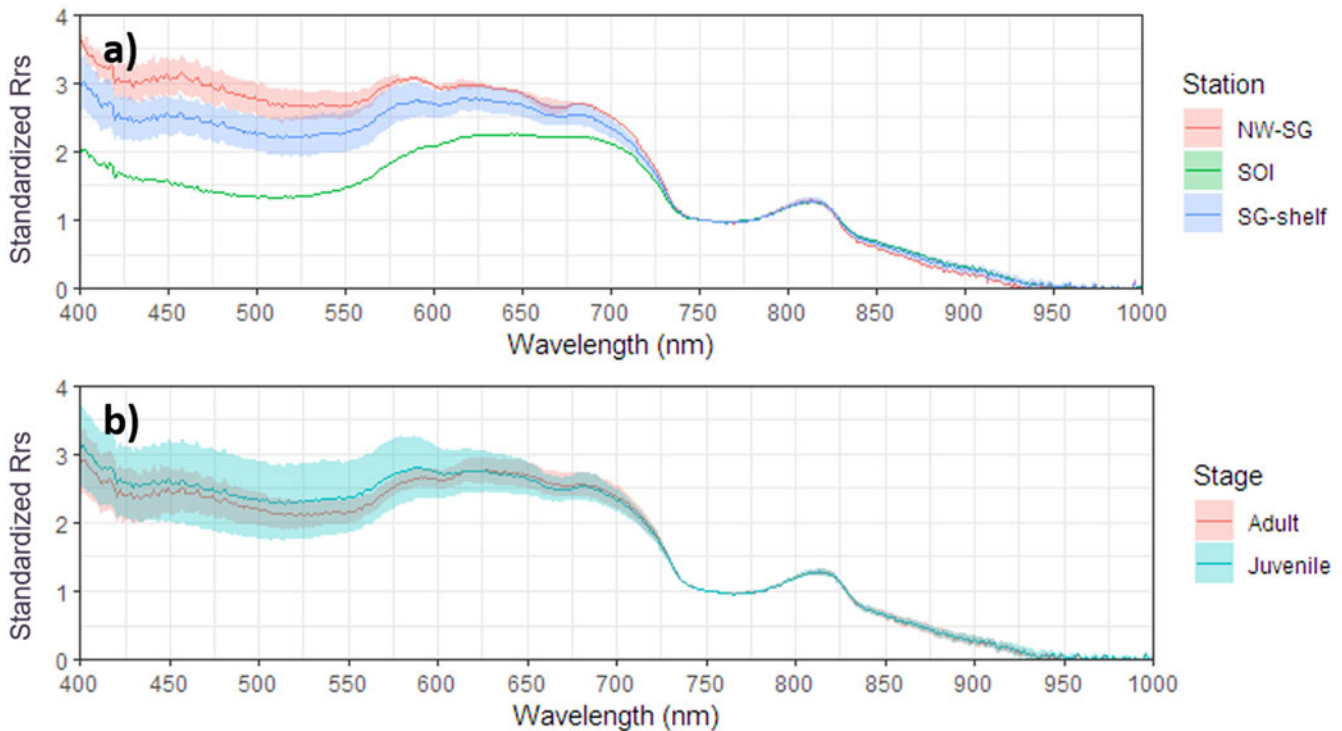 a)
4
3
2
1
0
Standardized Rrs
400 450 500 550 600 650 700 750 800 850 900 950 1000
Wavelength (nm)
Station
NW-SG
SOI
SG-shelf
b)
4
3
2
1
0
Standardized Rrs
400 425 450 500 550 600 650 700 750 800 850 900 950 1000
Wavelength (nm)
Stage
Adult
Juvenile